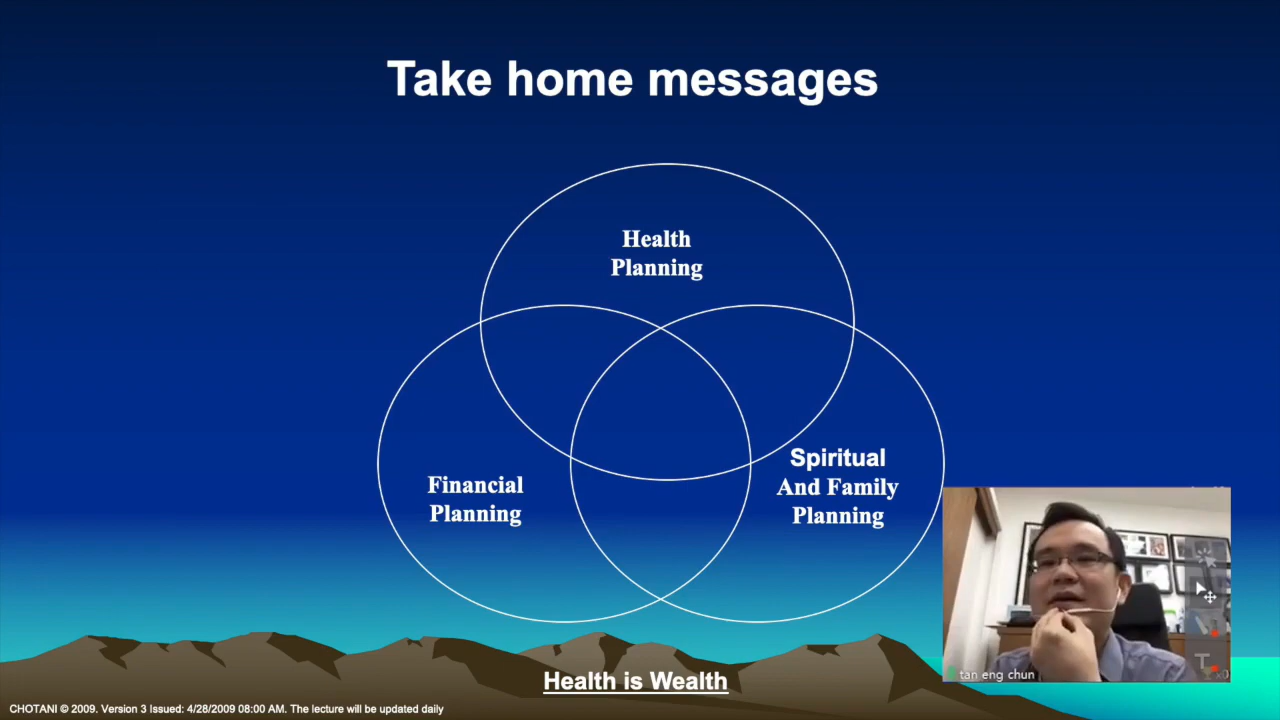 Take home messages
Health
Planning
Financial
Planning
Spiritual
And Family
Planning
tan eng chun
Health is Wealth
CHOTANI © 2009. Version 3 Issued: 4/28/2009 08:00 AM. The lecture will be updated daily